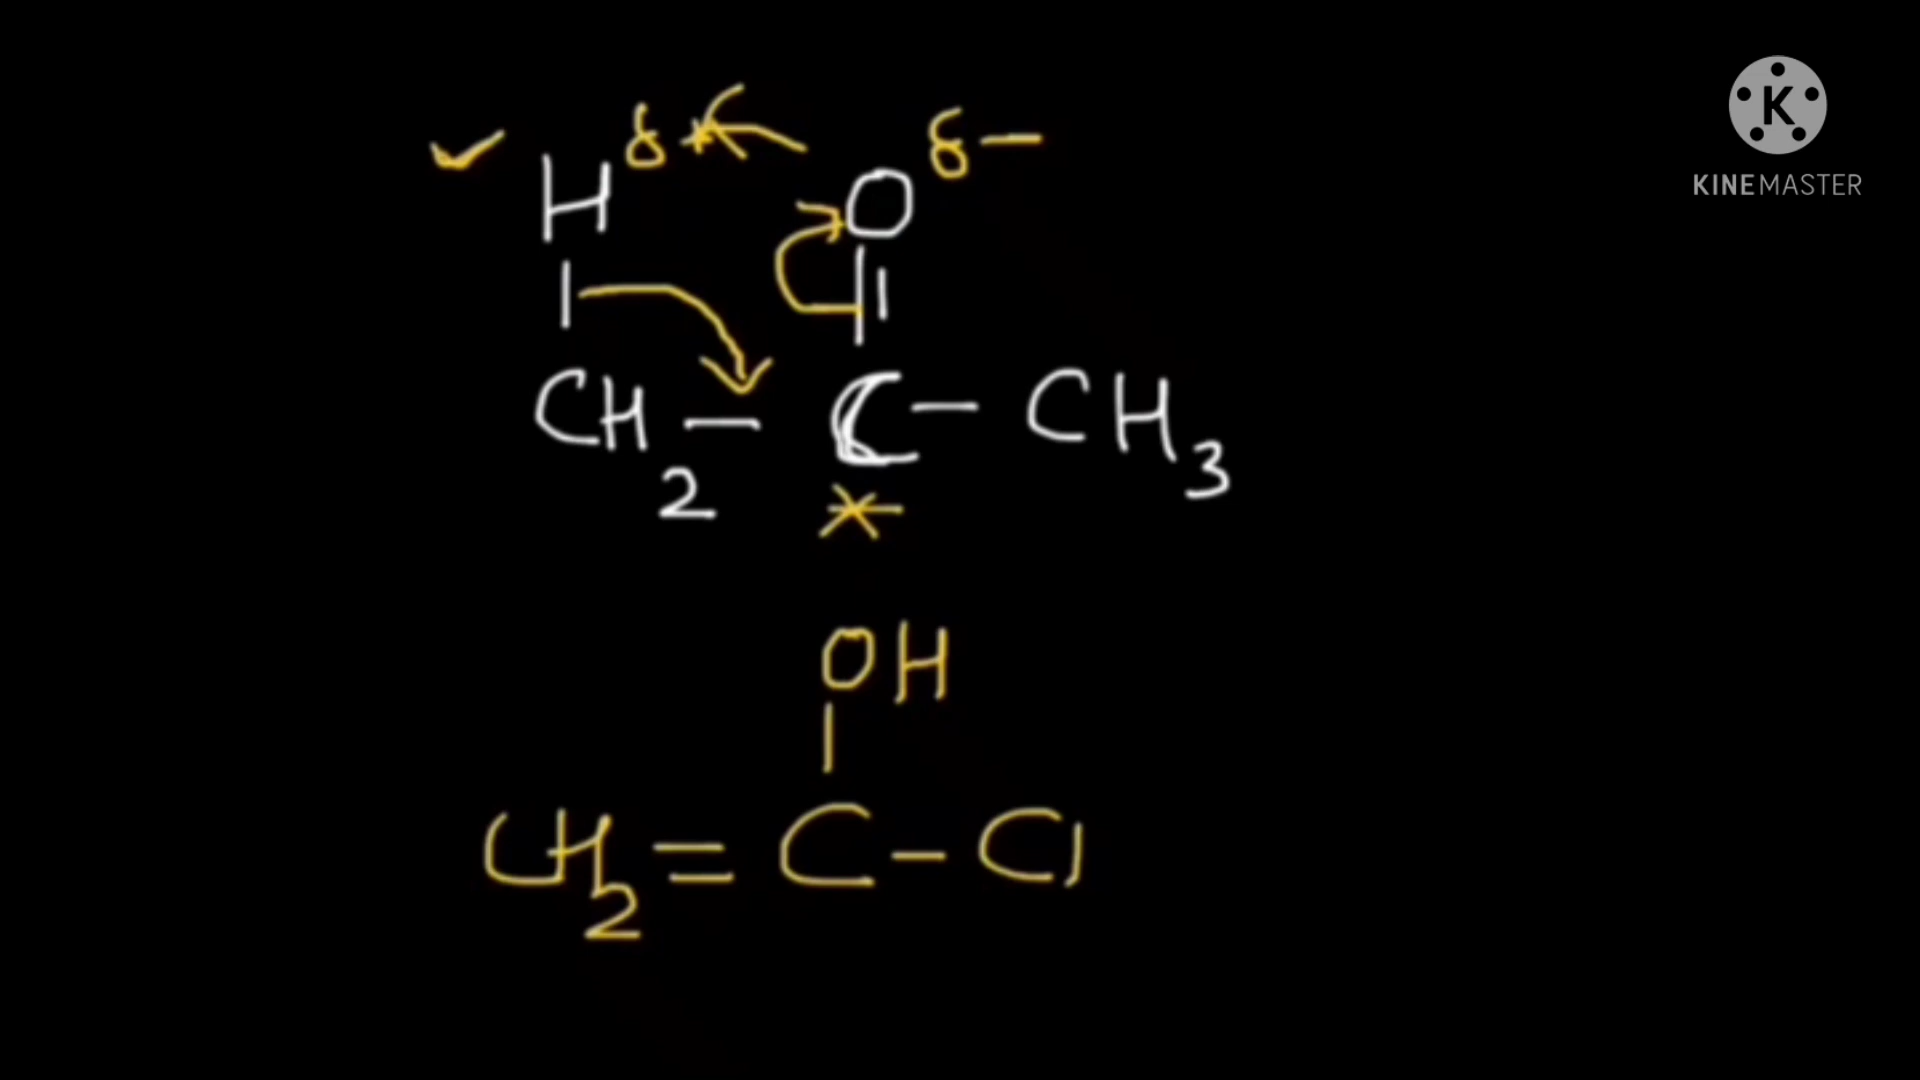 H δ+ O δ−
CH2 − C − CH3
*
OH
CH2 = C − Cl
KINEMASTER